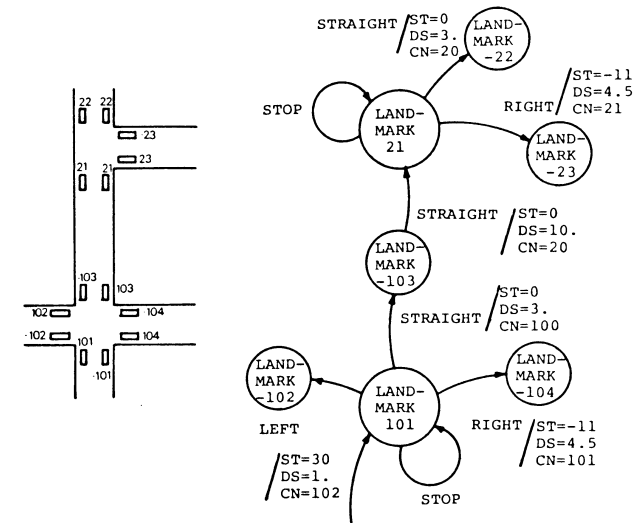 22 22
·23
23
21 21
·103
103
102
·104
·102
104
101
·101
STRAIGHT
ST=0
DS=3.
CN=20
LAND-
MARK
-22
STOP
LAND-
MARK
21
RIGHT
ST=-11
DS=4.5
CN=21
LAND-
MARK
-23
STRAIGHT
ST=0
DS=10.
CN=20
LAND-
MARK
-103
STRAIGHT
ST=0
DS=3.
CN=100
LAND-
MARK
-102
LEFT
ST=30
DS=1.
CN=102
LAND-
MARK
101
STOP
LAND-
MARK
-104
RIGHT
ST=-11
DS=4.5
CN=101